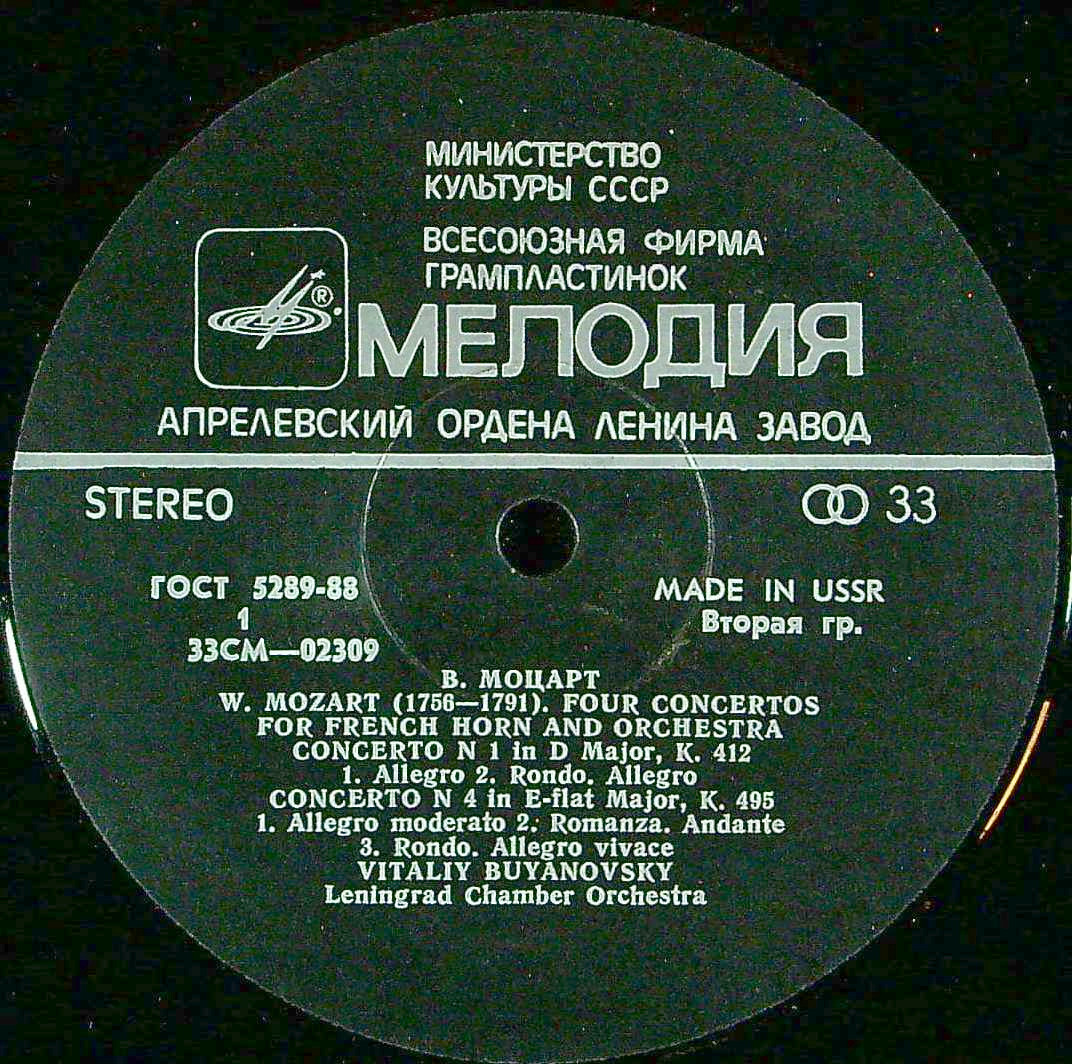 МИНИСТЕРСТВО
КУЛЬТУРЫ СССР
ВСЕСОЮЗНАЯ ФИРМА
ГРАМПЛАСТИНОК
®
МЕЛОДИЯ
АПРЕЛЕВСКИЙ ОРДЕНА ЛЕНИНА ЗАВОД
STEREO
33
ГОСТ 5289-88
MADE IN USSR
1
Вторая гр.
33СМ—02309
В. МОЦАРТ
W. MOZART (1756—1791). FOUR CONCERTOS
FOR FRENCH HORN AND ORCHESTRA
CONCERTO N 1 in D Major, K. 412
1. Allegro 2. Rondo. Allegro
CONCERTO N 4 in E-flat Major, K. 495
1. Allegro moderato 2. Romanza. Andante
3. Rondo. Allegro vivace
VITALIY BUYANOVSKY
Leningrad Chamber Orchestra